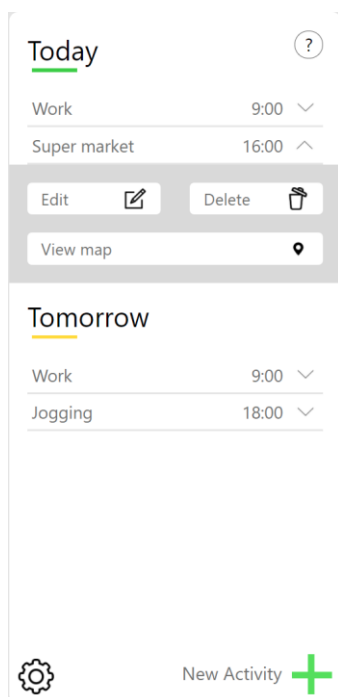 Today ?
Work 9:00
Super market 16:00
Edit Delete
View map
Tomorrow
Work 9:00
Jogging 18:00
New Activity